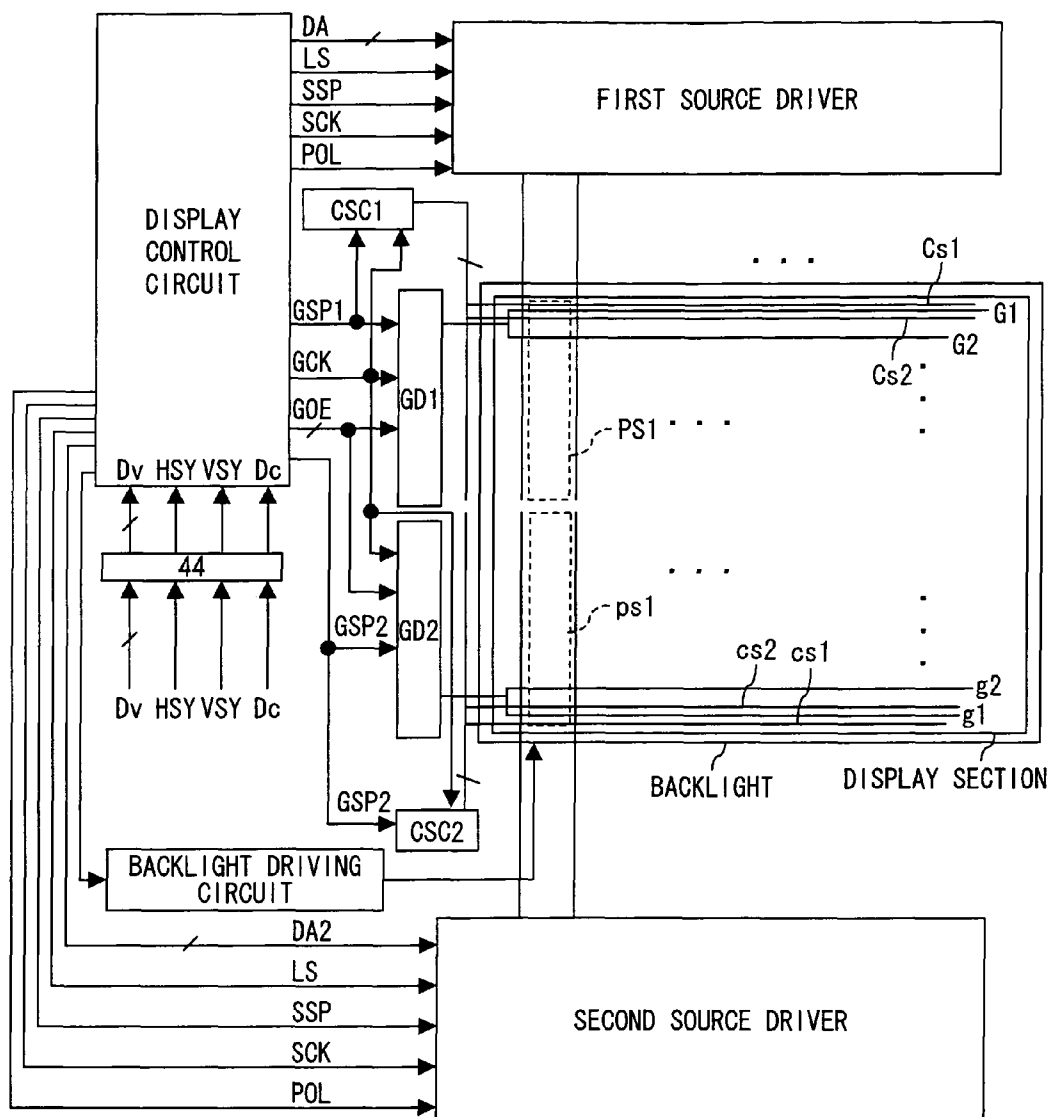 DA
LS
SSP
SCK
POL
FIRST SOURCE DRIVER
DISPLAY
CONTROL
CIRCUIT
CSC1
. . .
Cs1
GSP1
G1
G2
Cs2
GCK
GD1
GOE
PS1
. . .
Dv HSY VSY Dc
44
GSP2
GD2
. . .
ps1
Dv HSY VSY Dc
cs2
cs1
g2
g1
DISPLAY SECTION
BACKLIGHT
GSP2
CSC2
BACKLIGHT DRIVING
CIRCUIT
DA2
LS
SSP
SCK
POL
SECOND SOURCE DRIVER